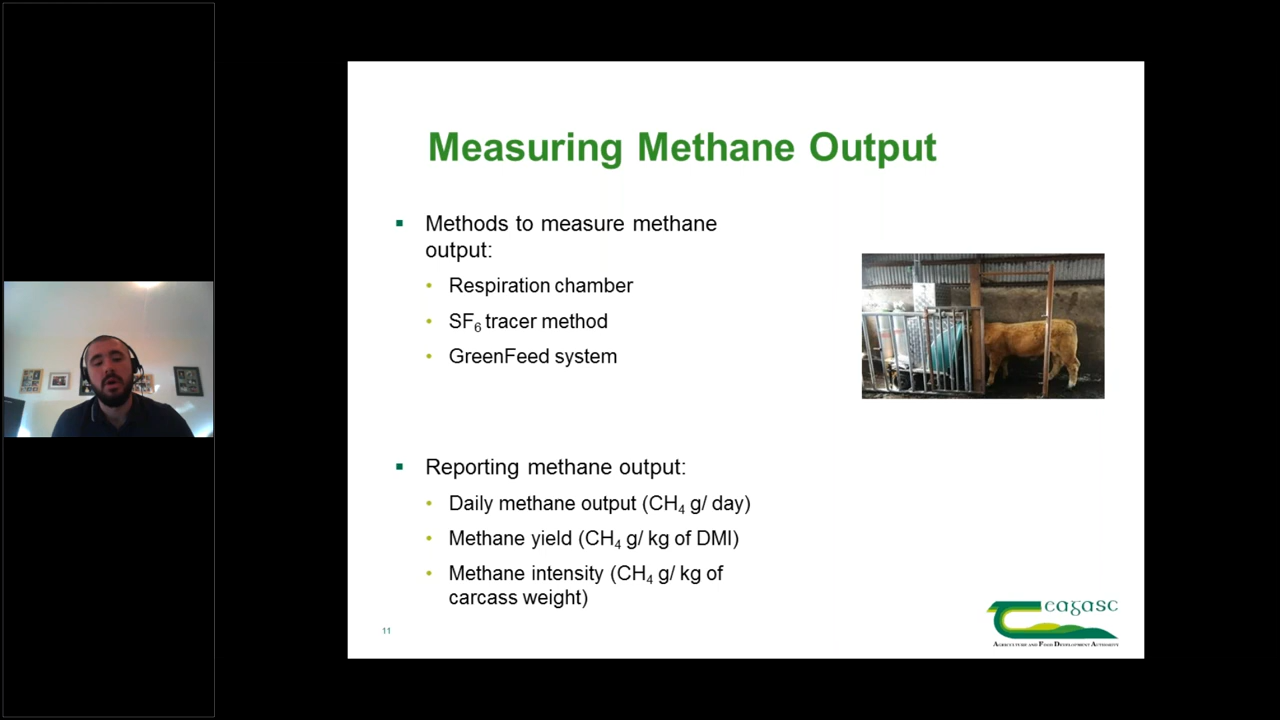 Measuring Methane Output
Methods to measure methane
output:
Respiration chamber
SF6 tracer method
GreenFeed system
Reporting methane output:
Daily methane output (CH4 g/ day)
Methane yield (CH4 g/ kg of DMI)
Methane intensity (CH4 g/ kg of
carcass weight)
11
eagasc
AGRICULTURE AND FOOD DEVELOPMENT AUTHORITY